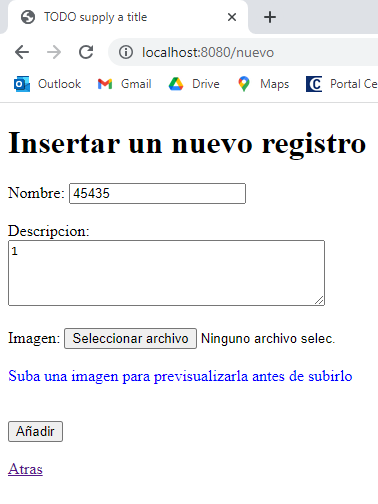 TODO supply a title
localhost:8080/nuevo
Outlook Gmail Drive Maps Portal Ce
Insertar un nuevo registro
Nombre: 45435
Descripcion:
1
Imagen: Seleccionar archivo Ninguno archivo selec.
Suba una imagen para previsualizarla antes de subirlo
Añadir
Atras